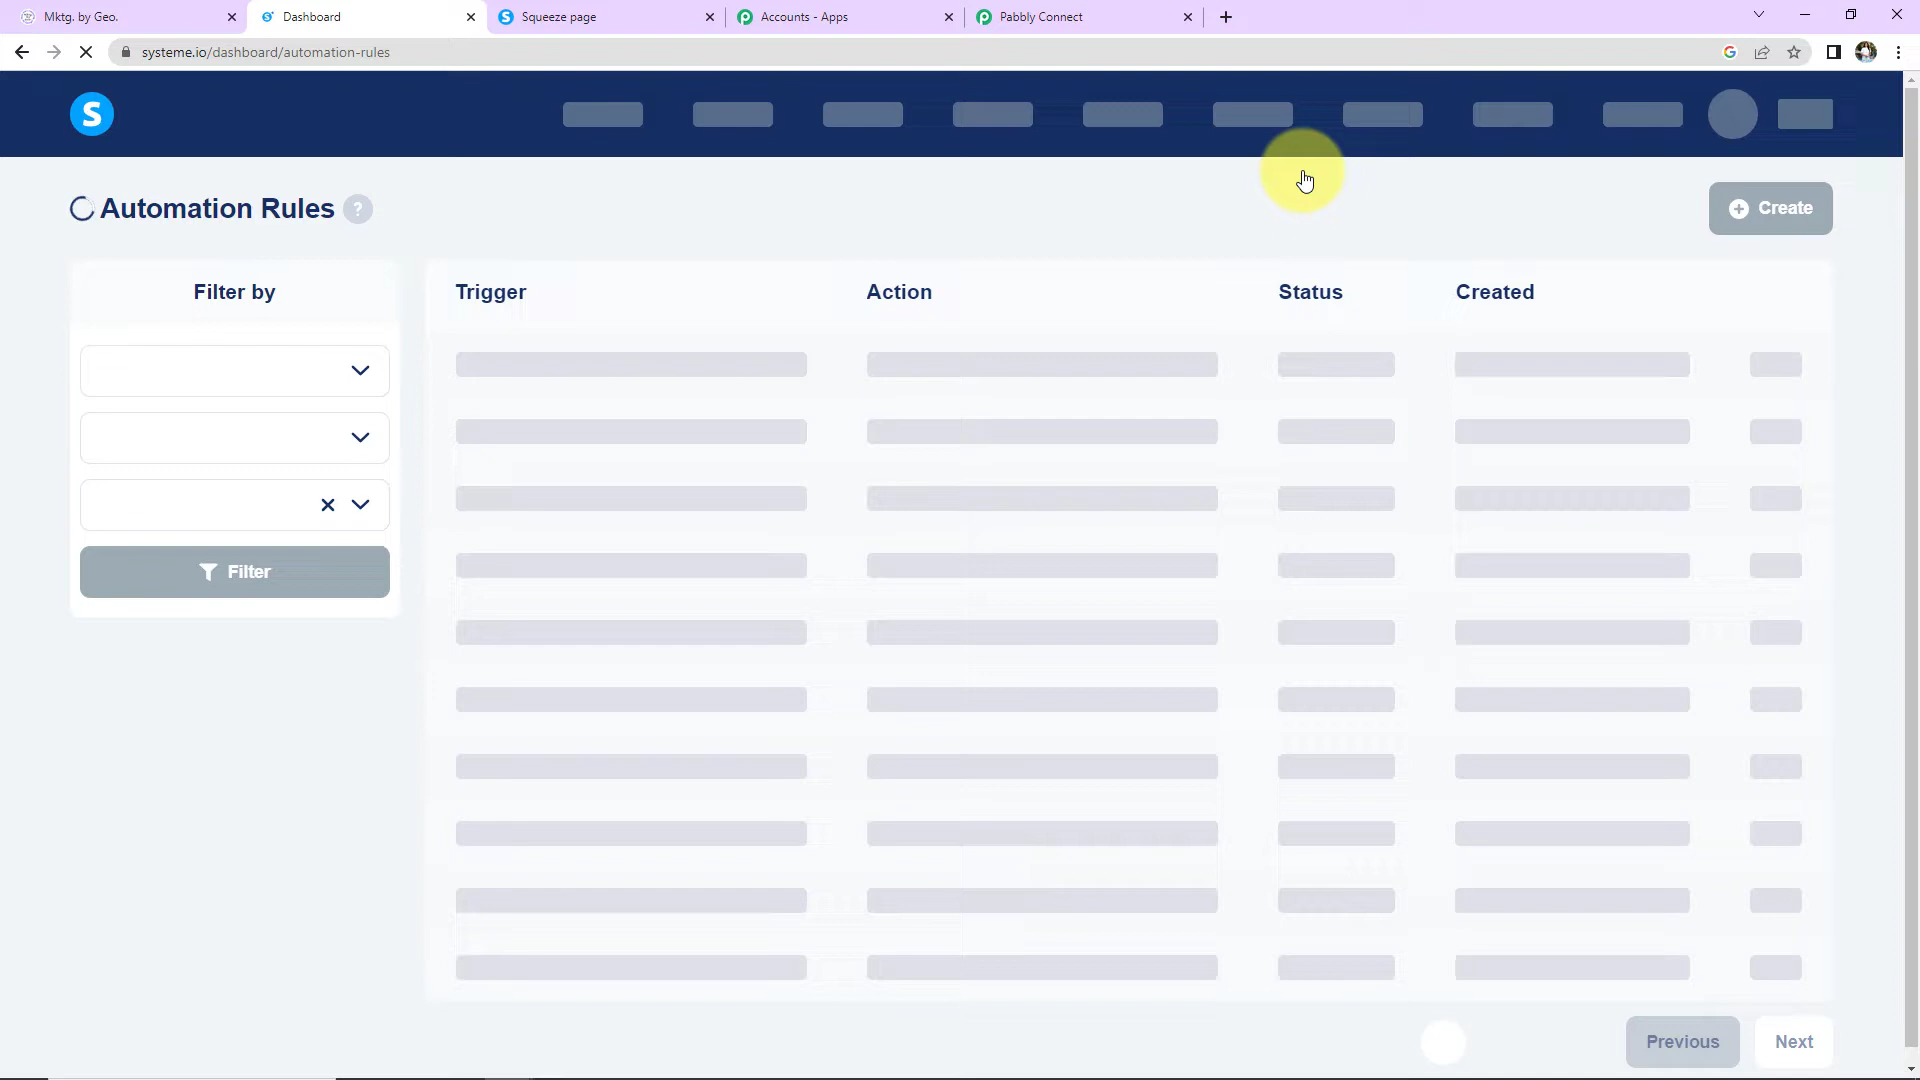 Mktg. by Geo.
Dashboard
Squeeze page
Accounts - Apps
Pabbly Connect
systeme.io/dashboard/automation-rules
S
Automation Rules ?
Create
Filter by
Trigger
Action
Status
Created
Filter
Previous
Next